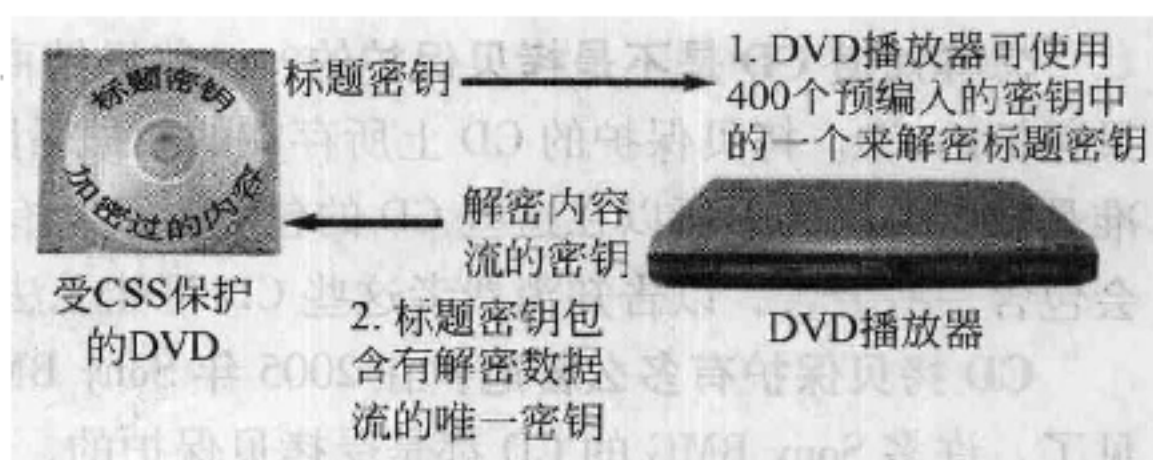 标题密钥
加密过的内容
受CSS保护
的DVD
标题密钥
1. DVD播放器可使用
400个预编入的密钥中
的一个来解密标题密钥
解密内容
流的密钥
2. 标题密钥包
含有解密数据
流的唯一密钥
DVD播放器